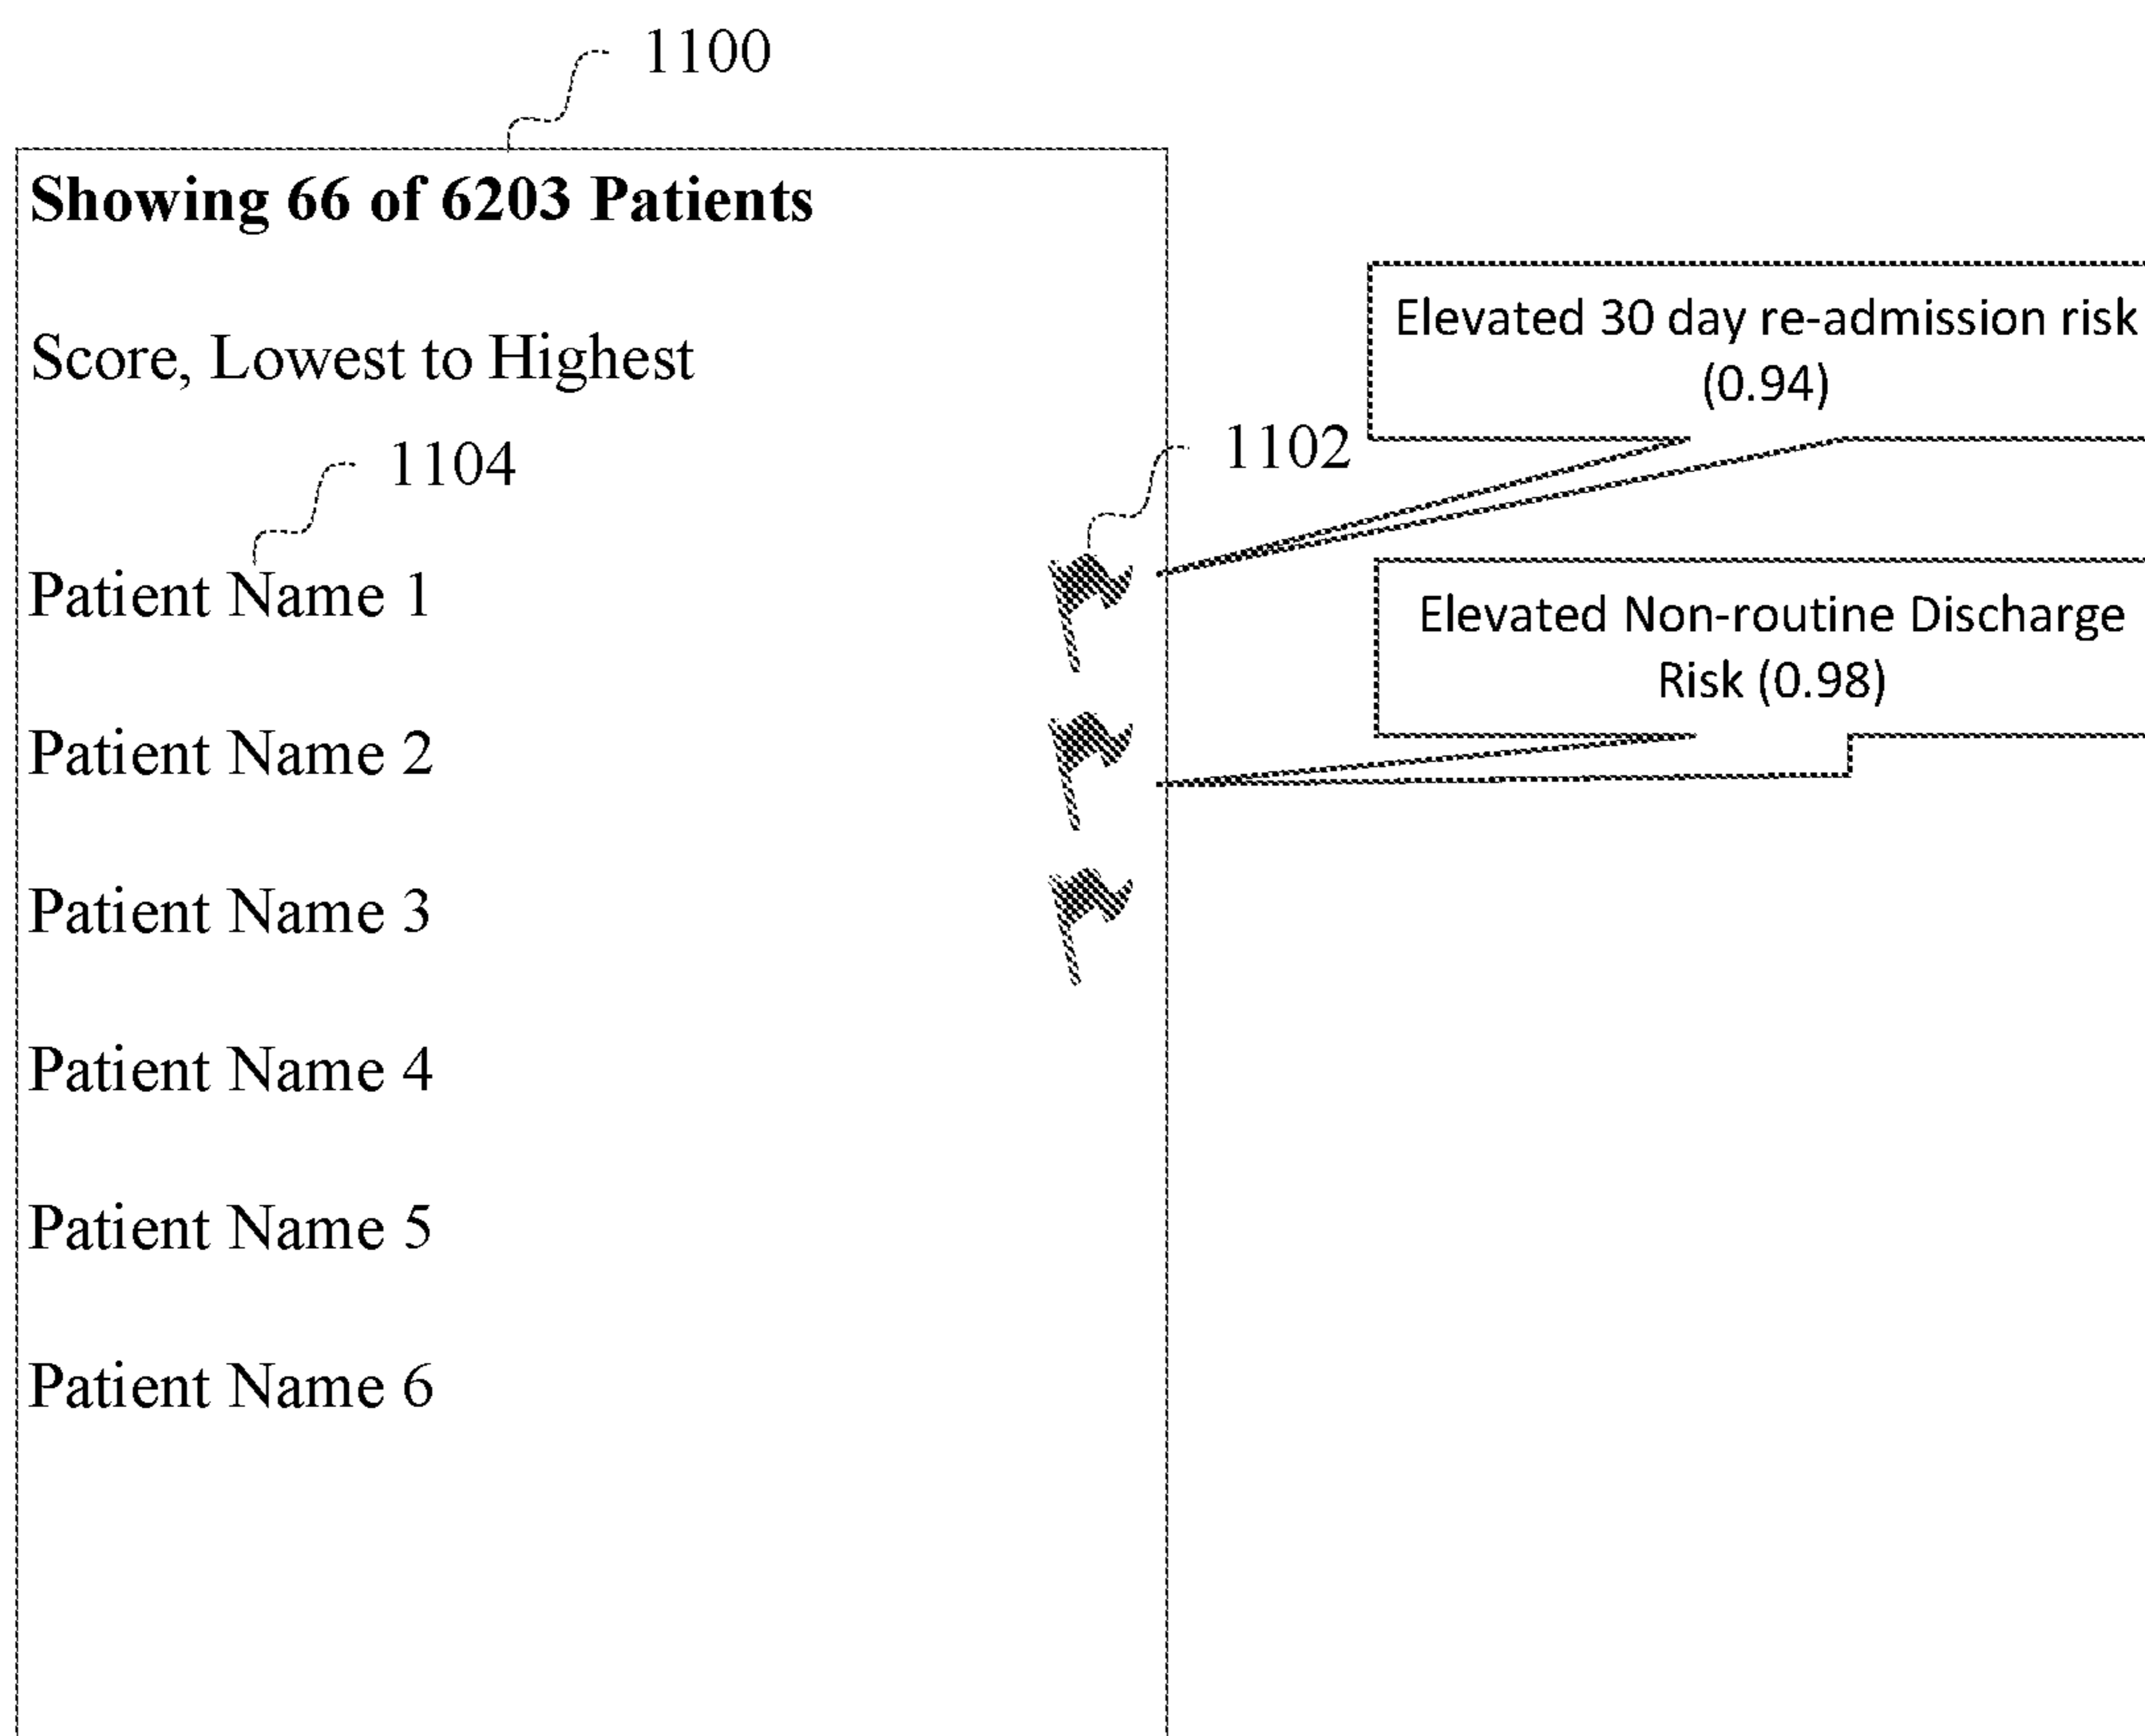 1100
Showing 66 of 6203 Patients
Score, Lowest to Highest
Elevated 30 day re-admission risk
(0.94)
1104
1102
Patient Name 1
Elevated Non-routine Discharge
Risk (0.98)
Patient Name 2
Patient Name 3
Patient Name 4
Patient Name 5
Patient Name 6